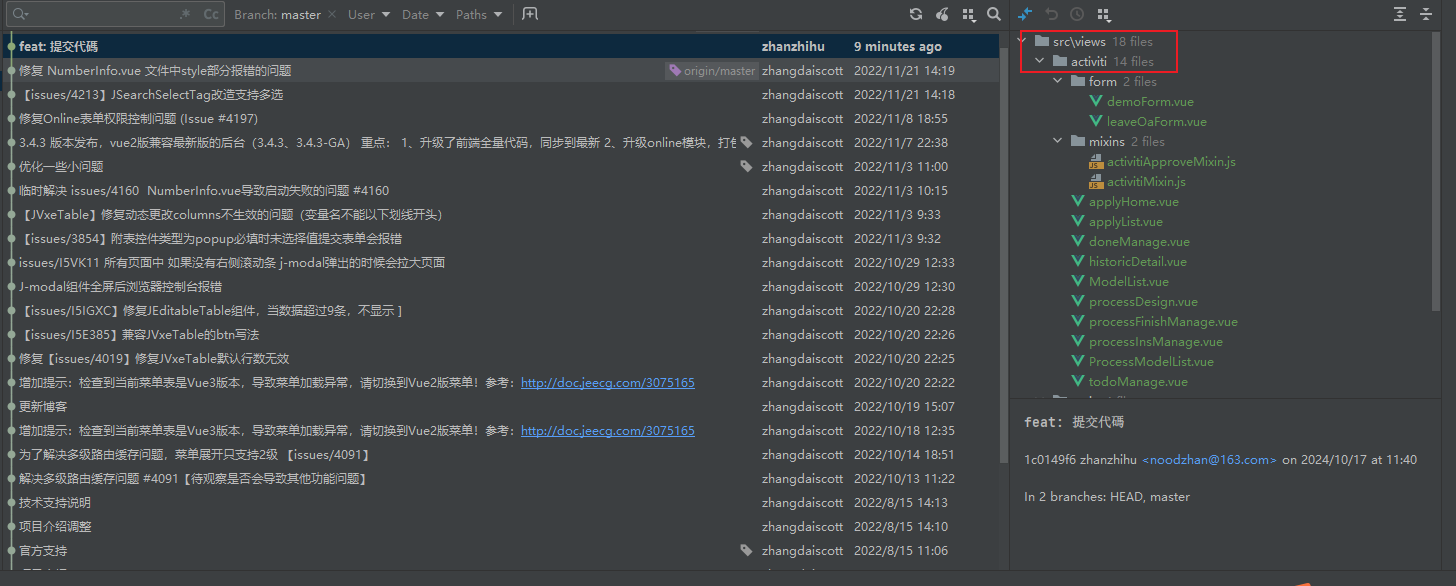 .* Cc Branch: master × User Date Paths
feat: 提交代碼 zhanzhihu 9 minutes ago
修复 NumberInfo.vue 文件中style部分报错的问题 origin/master zhangdaiscott 2022/11/21 14:19
【issues/4213】JSearchSelectTag改造支持多选 zhangdaiscott 2022/11/21 14:18
修复Online表单权限控制问题 (Issue #4197) zhangdaiscott 2022/11/8 18:55
3.4.3 版本发布，vue2版兼容最新版的后台（3.4.3、3.4.3-GA） 重点： 1、升级了前端全量代码，同步到最新 2、升级online模块，打包 zhangdaiscott 2022/11/7 22:38
优化一些小问题 zhangdaiscott 2022/11/3 11:00
临时解决 issues/4160 NumberInfo.vue导致启动失败的问题 #4160 zhangdaiscott 2022/11/3 10:15
【JVxeTable】修复动态更改columns不生效的问题（变量名不能以下划线开头） zhangdaiscott 2022/11/3 9:33
【issues/3854】附表控件类型为popup必填时未选择值提交表单会报错 zhangdaiscott 2022/11/3 9:32
issues/I5VK11 所有页面中 如果没有右侧滚动条 j-modal弹出的时候会拉大页面 zhangdaiscott 2022/10/29 12:33
J-modal组件全屏后浏览器控制台报错 zhangdaiscott 2022/10/29 12:30
【issues/I5IGXC】修复JEditableTable组件，当数据超过9条，不显示 ] zhangdaiscott 2022/10/20 22:28
【issues/I5E385】兼容JVxeTable的btn写法 zhangdaiscott 2022/10/20 22:26
修复【issues/4019】修复JVxeTable默认行数无效 zhangdaiscott 2022/10/20 22:25
增加提示：检查到当前菜单表是Vue3版本，导致菜单加载异常，请切换到Vue2版菜单！参考：http://doc.jeecg.com/3075165 zhangdaiscott 2022/10/20 22:22
更新博客 zhangdaiscott 2022/10/19 15:07
增加提示：检查到当前菜单表是Vue3版本，导致菜单加载异常，请切换到Vue2版菜单！参考：http://doc.jeecg.com/3075165 zhangdaiscott 2022/10/18 12:35
为了解决多级路由缓存问题，菜单展开只支持2级 【issues/4091】 zhangdaiscott 2022/10/14 18:51
解决多级路由缓存问题 #4091【待观察是否会导致其他功能问题】 zhangdaiscott 2022/10/13 11:22
技术支持说明 zhangdaiscott 2022/8/15 14:13
项目介绍调整 zhangdaiscott 2022/8/15 14:10
官方支持 zhangdaiscott 2022/8/15 11:06
src\views 18 files
activiti 14 files
form 2 files
demoForm.vue
leaveOaForm.vue
mixins 2 files
activitiApproveMixin.js
activitiMixin.js
applyHome.vue
applyList.vue
doneManage.vue
historicDetail.vue
ModelList.vue
processDesign.vue
processFinishManage.vue
processInsManage.vue
ProcessModelList.vue
todoManage.vue
feat: 提交代碼
1c0149f6 zhanzhihu <noodzhan@163.com> on 2024/10/17 at 11:40
In 2 branches: HEAD, master